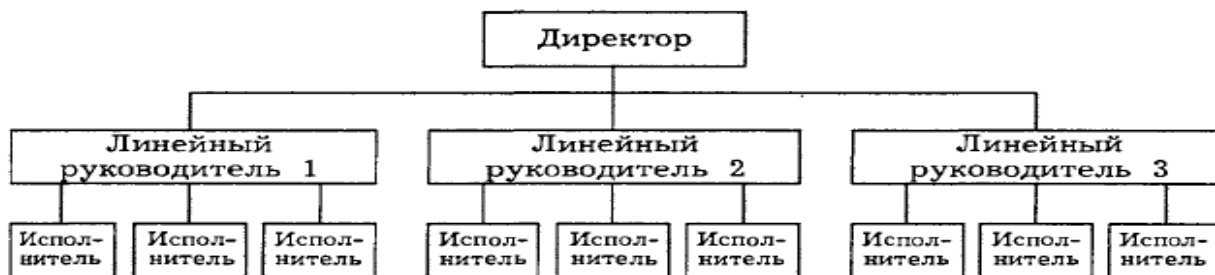 Директор
Линейный
руководитель 1
Линейный
руководитель 2
Линейный
руководитель 3
Испол-
нитель
Испол-
нитель
Испол-
нитель
Испол-
нитель
Испол-
нитель
Испол-
нитель
Испол-
нитель
Испол-
нитель
Испол-
нитель